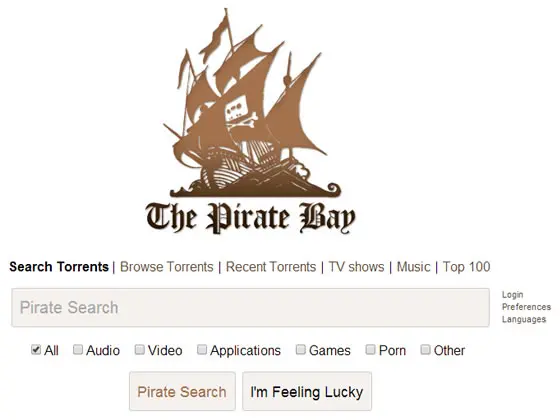 The Pirate Bay
Search Torrents | Browse Torrents | Recent Torrents | TV shows | Music | Top 100
Pirate Search
Login
Preferences
Languages
All Audio Video Applications Games Porn Other
Pirate Search I'm Feeling Lucky